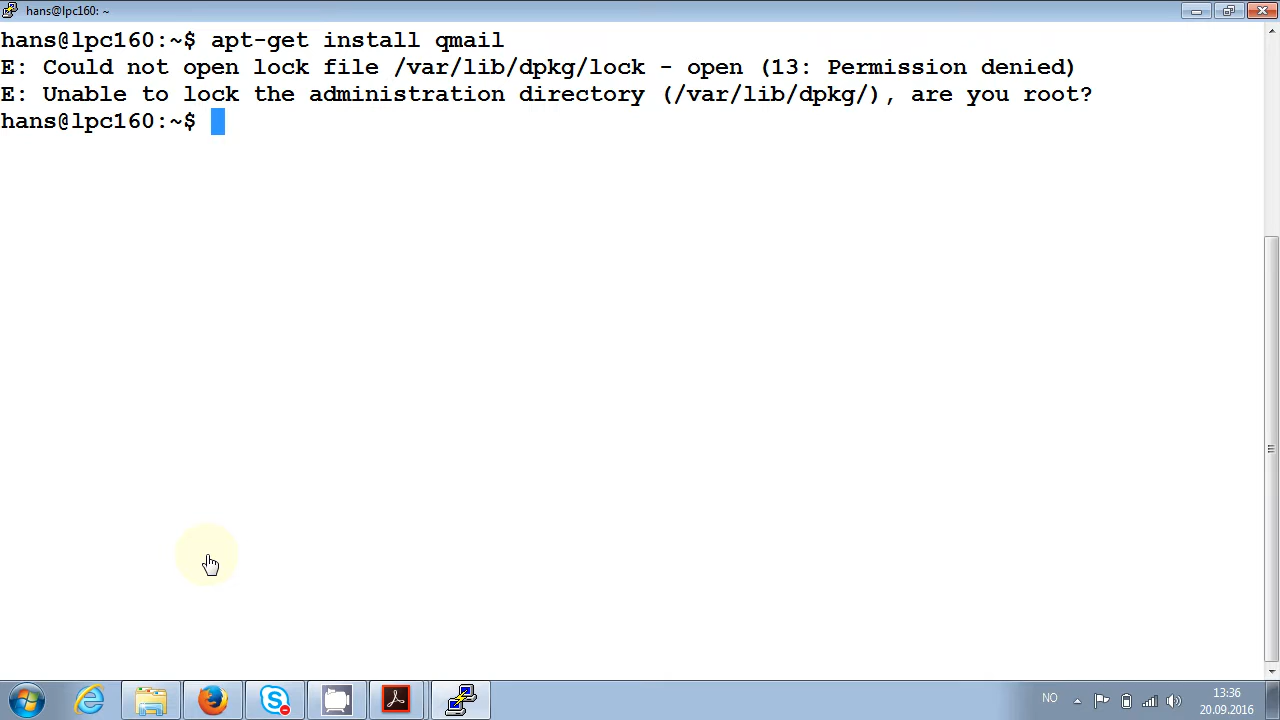 hans@lpc160: ~
hans@lpc160:~$ apt-get install qmail
E: Could not open lock file /var/lib/dpkg/lock - open (13: Permission denied)
E: Unable to lock the administration directory (/var/lib/dpkg/), are you root?
hans@lpc160:~$
NO
13:36
20.09.2016